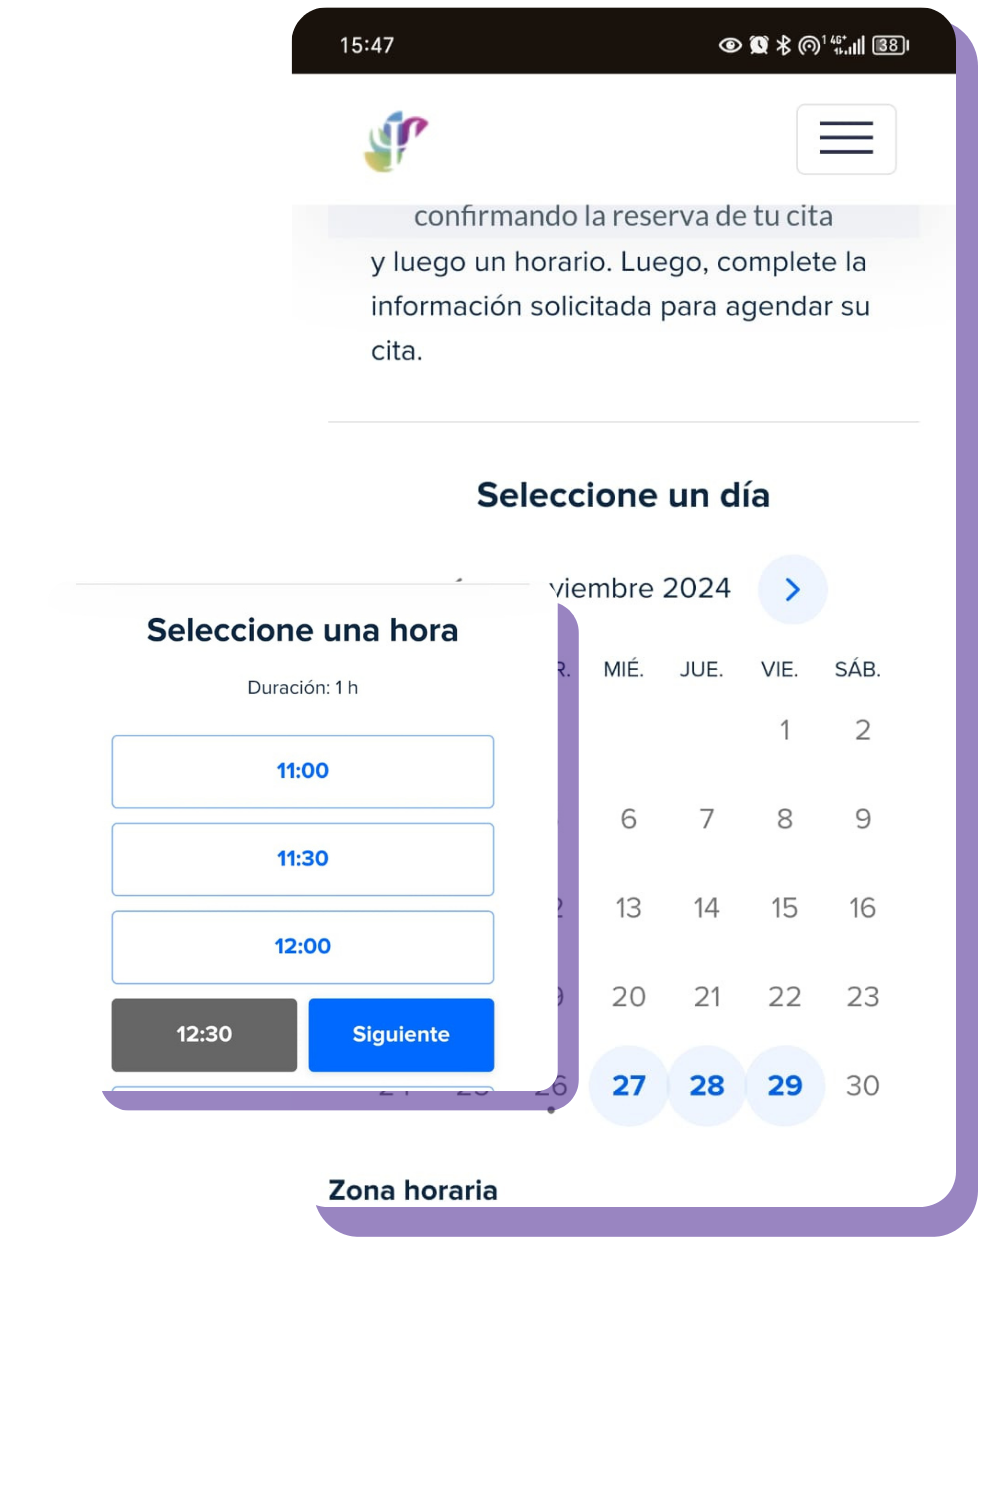 15:47
4G+
38
confirmando la reserva de tu cita
y luego un horario. Luego, complete la
información solicitada para agendar su
cita.
Seleccione un día
viembre 2024
MIÉ. JUE. VIE. SÁB.
1 2
6 7 8 9
13 14 15 16
20 21 22 23
27 28 29 30
Zona horaria
Seleccione una hora
Duración: 1 h
11:00
11:30
12:00
12:30 Siguiente